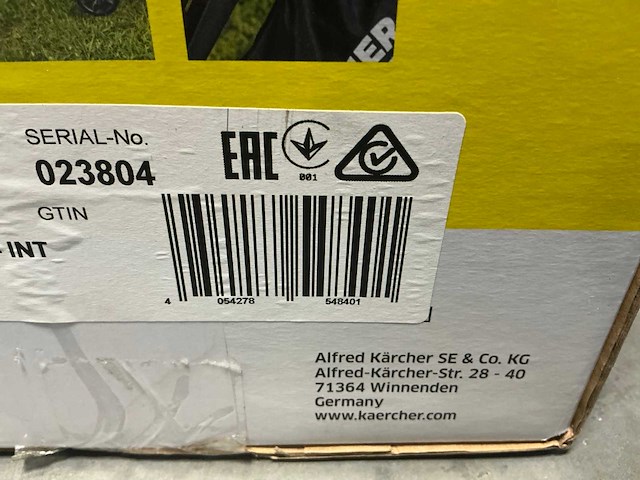 ER
SERIAL-No.
023804
GTIN
- INT
EAC
001
4 054278 548401
Alfred Kärcher SE & Co. KG
Alfred-Kärcher-Str. 28 - 40
71364 Winnenden
Germany
www.kaercher.com